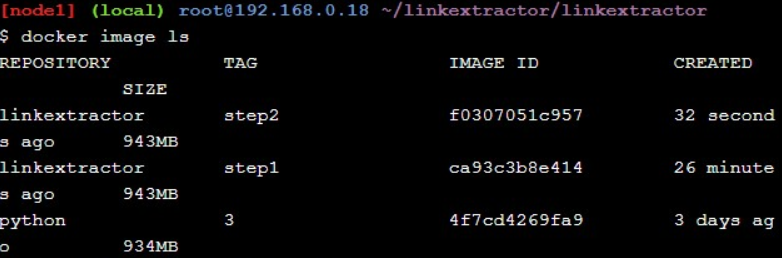 [node1] (local) root@192.168.0.18 ~/linkextractor/linkextractor
$ docker image ls
REPOSITORY TAG IMAGE ID CREATED
SIZE
linkextractor step2 f0307051c957 32 second
s ago 943MB
linkextractor step1 ca93c3b8e414 26 minute
s ago 943MB
python 3 4f7cd4269fa9 3 days ag
o 934MB